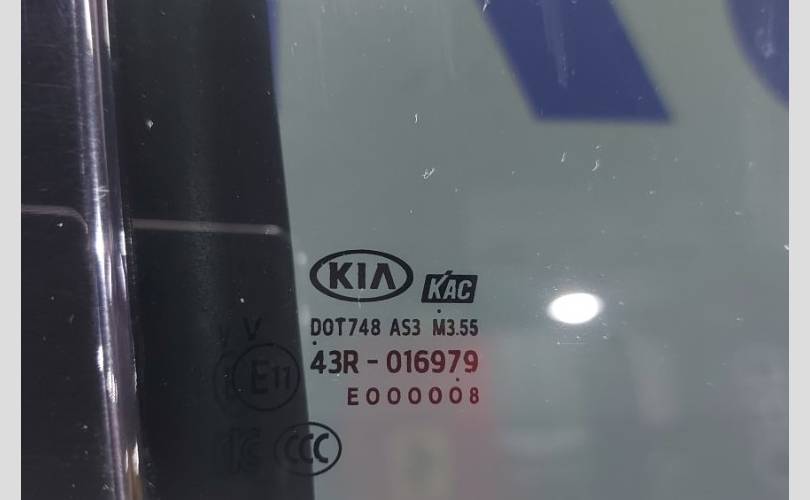 KIA KAC
V DOT748 AS3 M3.55
E11 43R - 016979
E000008
CCC